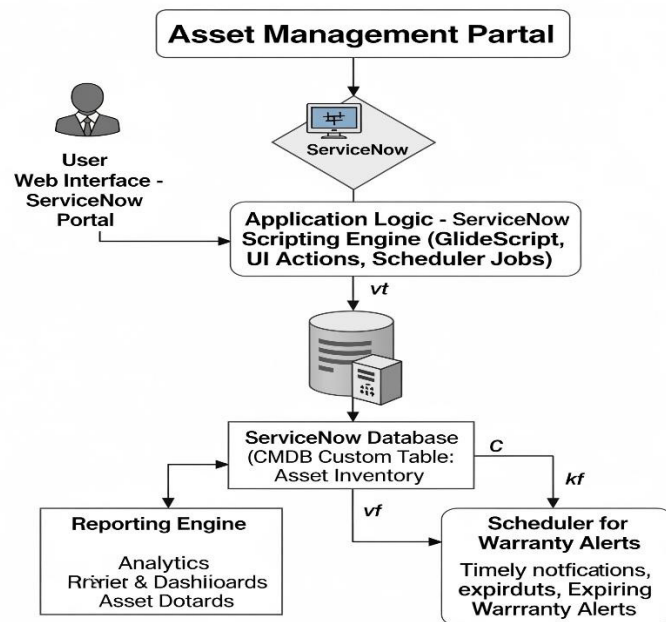 Asset Management Partal
ServiceNow
User
Web Interface -
ServiceNow
Portal
Application Logic - ServiceNow
Scripting Engine (GlideScript,
UI Actions, Scheduler Jobs)
vt
ServiceNow Database
(CMDB Custom Table:
Asset Inventory
C
kf
vf
Reporting Engine
Analytics
& Dashlioards
Asset Dotards
Scheduler for
Warranty Alerts
Timely notfications,
expirduts, Expiring
Warrranty Alerts